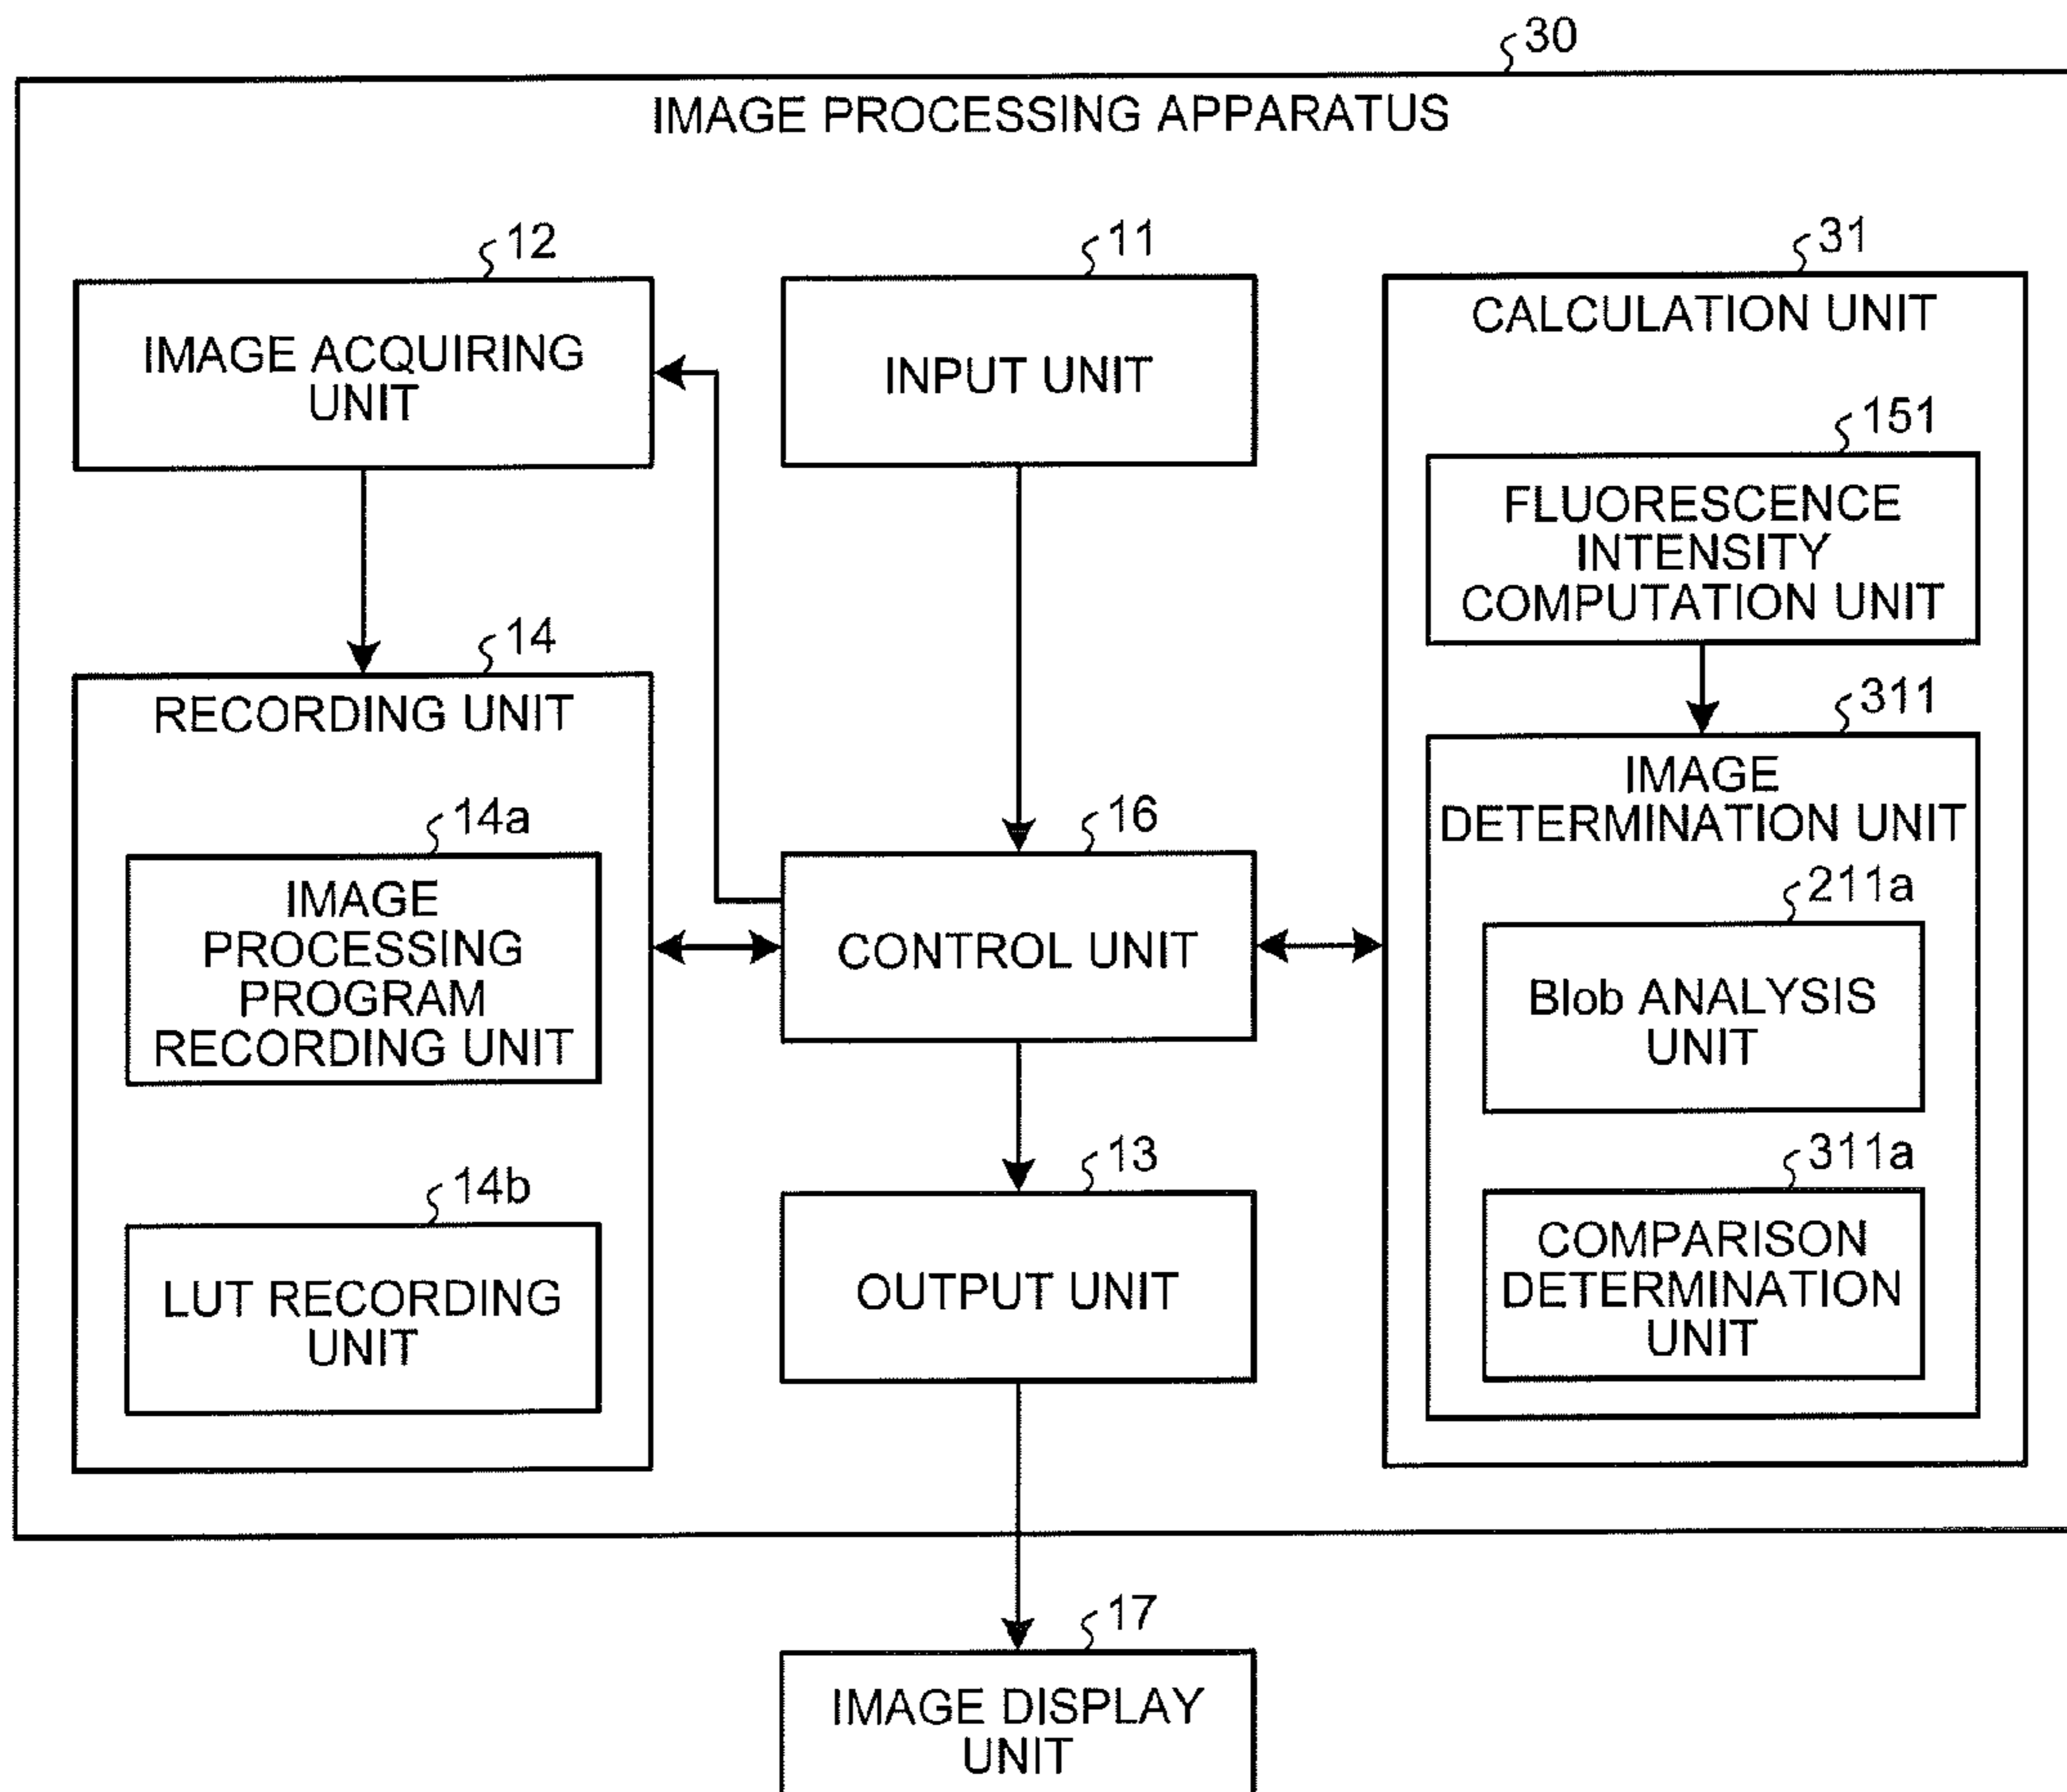 30
IMAGE PROCESSING APPARATUS
12
IMAGE ACQUIRING
UNIT
11
INPUT UNIT
31
CALCULATION UNIT
151
FLUORESCENCE
INTENSITY
COMPUTATION UNIT
14
RECORDING UNIT
14a
IMAGE
PROCESSING
PROGRAM
RECORDING UNIT
14b
LUT RECORDING
UNIT
16
CONTROL UNIT
13
OUTPUT UNIT
311
IMAGE
DETERMINATION UNIT
211a
Blob ANALYSIS
UNIT
311a
COMPARISON
DETERMINATION
UNIT
17
IMAGE DISPLAY
UNIT